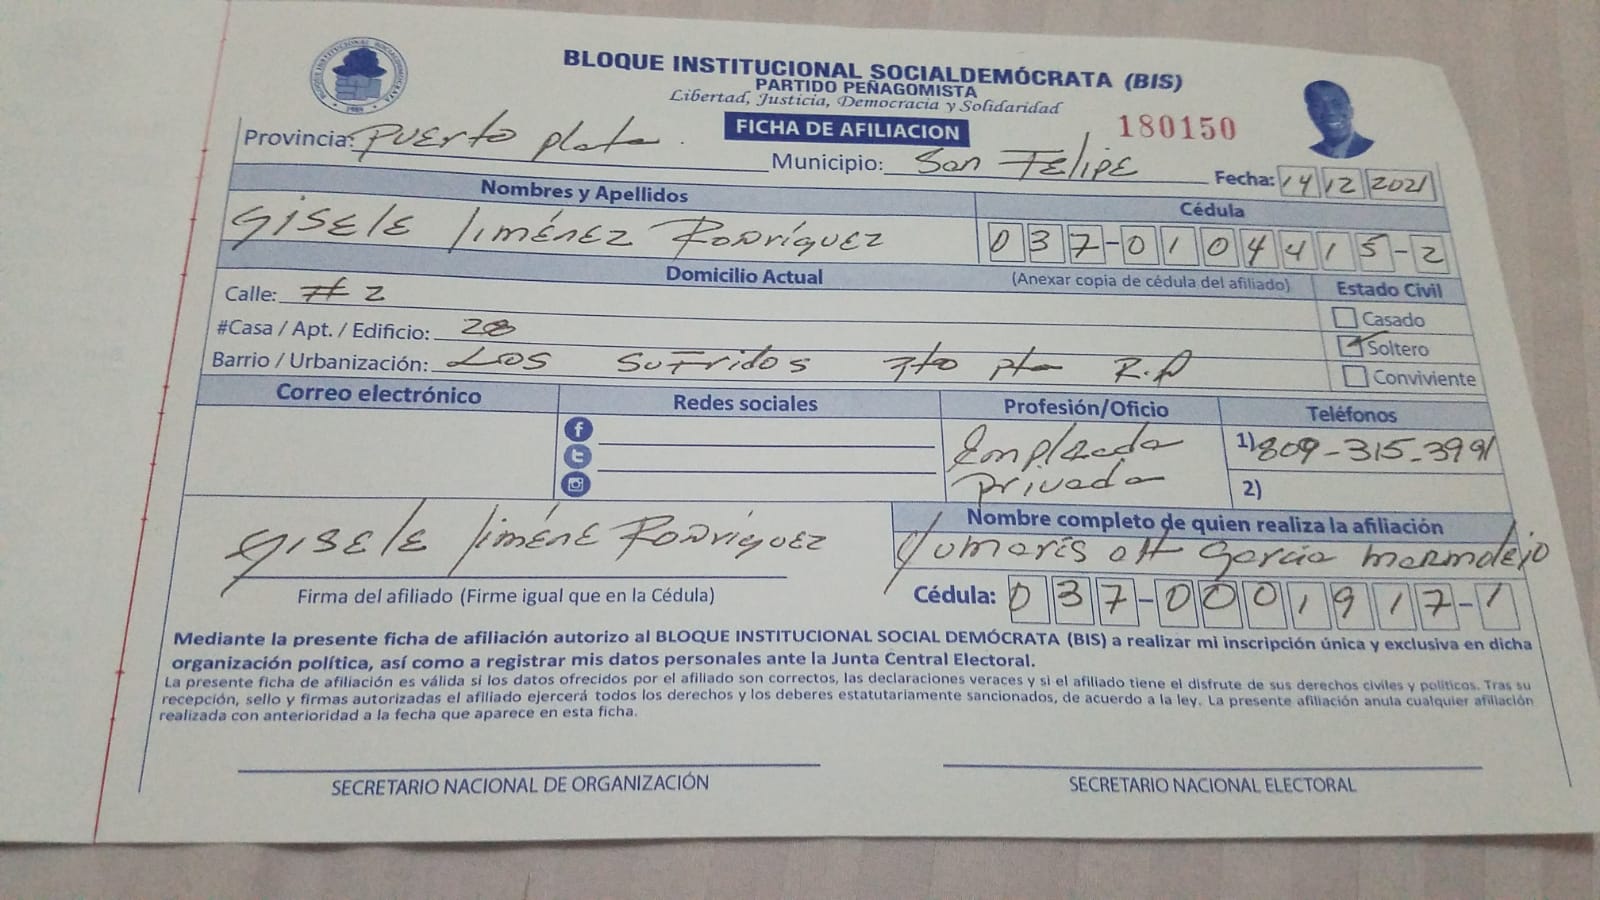 BLOQUE INSTITUCIONAL SOCIALDEMÓCRATA (BIS)
PARTIDO PEÑAGOMISTA
Libertad, Justicia, Democracia y Solidaridad
FICHA DE AFILIACION
180150
Provincia: Puerto plata
Municipio: San Felipe
Fecha: 14 12 2021
Nombres y Apellidos
Cédula
Gisele Jiménez Rodríguez
037-0104415-2
Domicilio Actual
(Anexar copia de cédula del afiliado)
Estado Civil
Calle: # 2
Casado
#Casa / Apt. / Edificio: 28
Soltero
Barrio / Urbanización: Los Sufridos Pto pta R.D
Conviviente
Correo electrónico
Redes sociales
Profesión/Oficio
Teléfonos
Empleada
Privada
1) 809-315-3991
2)
Gisele Jiméne Rodríguez
Firma del afiliado (Firme igual que en la Cédula)
Nombre completo de quien realiza la afiliación
García Marmolejo
Cédula: 037-0001917-1
Mediante la presente ficha de afiliación autorizo al BLOQUE INSTITUCIONAL SOCIAL DEMÓCRATA (BIS) a realizar mi inscripción única y exclusiva en dicha
organización política, así como a registrar mis datos personales ante la Junta Central Electoral.
La presente ficha de afiliación es válida si los datos ofrecidos por el afiliado son correctos, las declaraciones veraces y si el afiliado tiene el disfrute de sus derechos civiles y políticos. Tras su
recepción, sello y firmas autorizadas el afiliado ejercerá todos los derechos y los deberes estatutariamente sancionados, de acuerdo a la ley. La presente afiliación anula cualquier afiliación
realizada con anterioridad a la fecha que aparece en esta ficha.
SECRETARIO NACIONAL DE ORGANIZACIÓN
SECRETARIO NACIONAL ELECTORAL